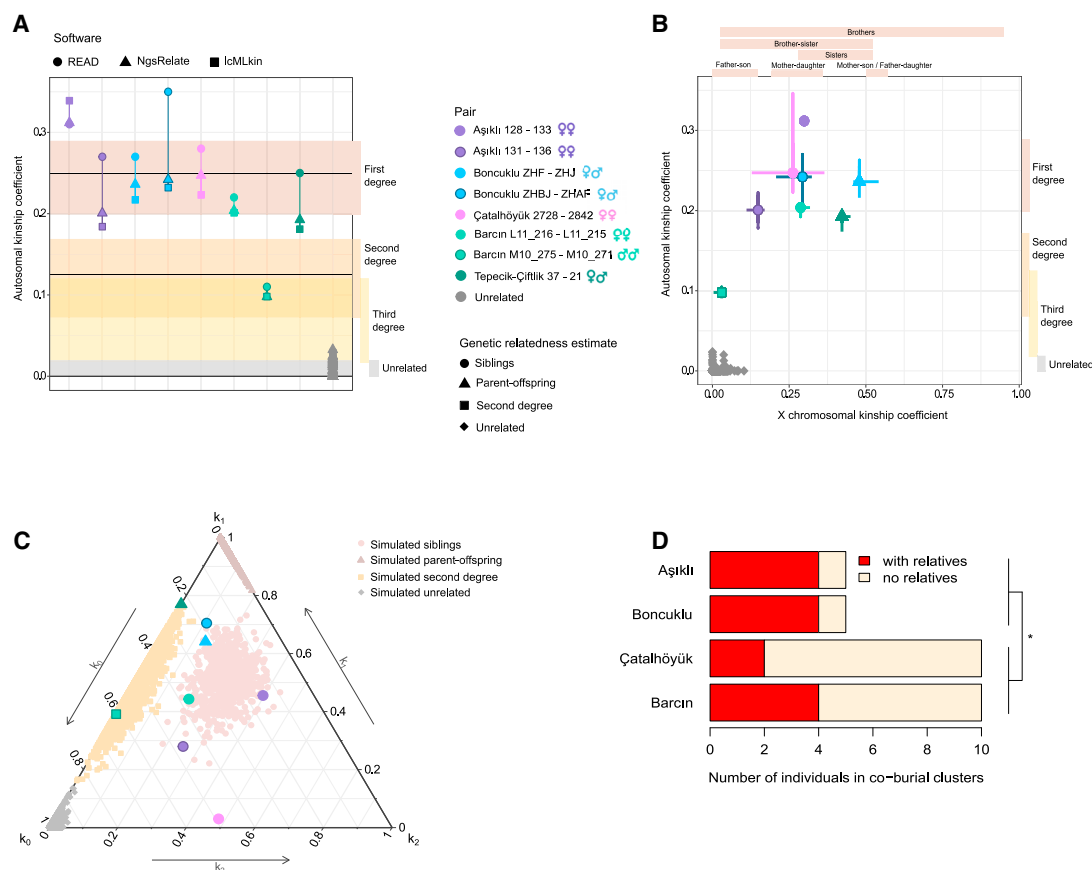 A
Software
READ NgsRelate lcMLkin
Autosomal kinship coefficient
0.3
0.2
0.1
0.0
First degree
Second degree
Third degree
Unrelated
Pair
Aşıklı 128 - 133 ♀♀
Aşıklı 131 - 136 ♀♀
Boncuklu ZHF - ZHJ ♀♂
Boncuklu ZHBJ - ZHAF ♀♂
Çatalhöyük 2728 - 2842 ♀♀
Barcın L11_216 - L11_215 ♀♀
Barcın M10_275 - M10_271 ♂♂
Tepecik-Çiftlik 37 - 21 ♀♂
Unrelated
Genetic relatedness estimate
Siblings
Parent-offspring
Second degree
Unrelated
B
Brothers
Brother-sister
Sisters
Father-son Mother-daughter Mother-son / Father-daughter
Autosomal kinship coefficient
0.3
0.2
0.1
0.0
0.00 0.25 0.50 0.75 1.00
X chromosomal kinship coefficient
First degree
Second degree
Third degree
Unrelated
C
k1
0 1
0.2 0.8
0.4 0.6
0.6 0.4
0.8 0.2
1 0
k0 k2
0 0.2 0.4 0.6 0.8 1
k0
k1
k2
Simulated siblings
Simulated parent-offspring
Simulated second degree
Simulated unrelated
D
with relatives
no relatives
Aşıklı
Boncuklu
Çatalhöyük
Barcın
*
0 2 4 6 8 10
Number of individuals in co-burial clusters